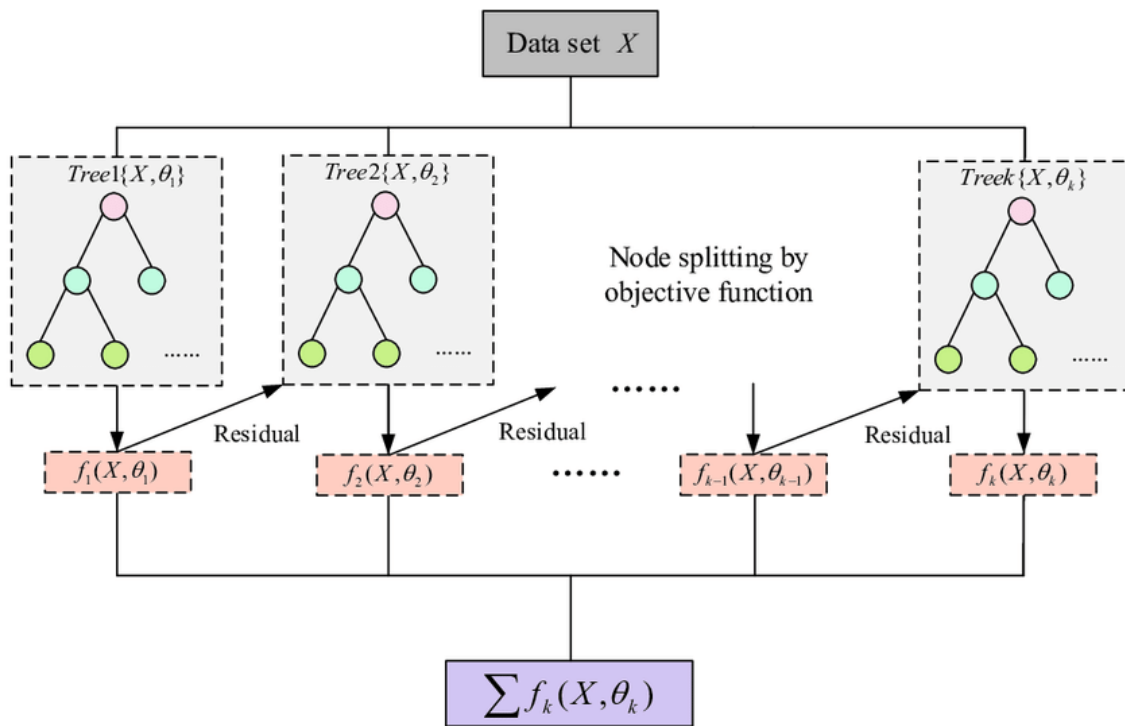 Data set X
Tree1{X,θ₁}
Tree2{X,θ₂}
Treek{X,θₖ}
Node splitting by
objective function
......
......
......
......
Residual
Residual
Residual
f₁(X,θ₁)
f₂(X,θ₂)
......
fₖ₋₁(X,θₖ₋₁)
fₖ(X,θₖ)
∑fₖ(X,θₖ)